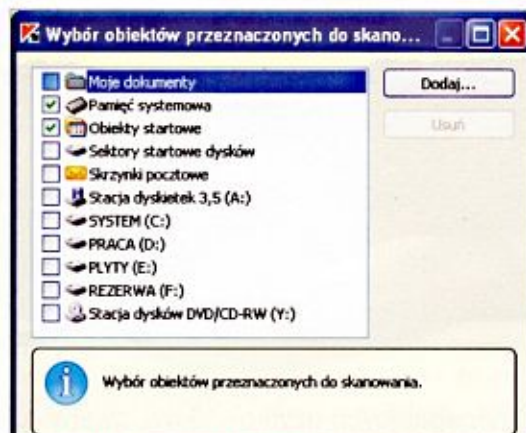 Wybór obiektów przeznaczonych do skano...
Moje dokumenty
Pamięć systemowa
Obiekty startowe
Sektory startowe dysków
Skrzynki pocztowe
Stacja dyskietek 3,5 (A:)
SYSTEM (C:)
PRACA (D:)
PLYTY (E:)
REZERWA (F:)
Stacja dysków DVD/CD-RW (Y:)
Dodaj...
Usuń
Wybór obiektów przeznaczonych do skanowania.